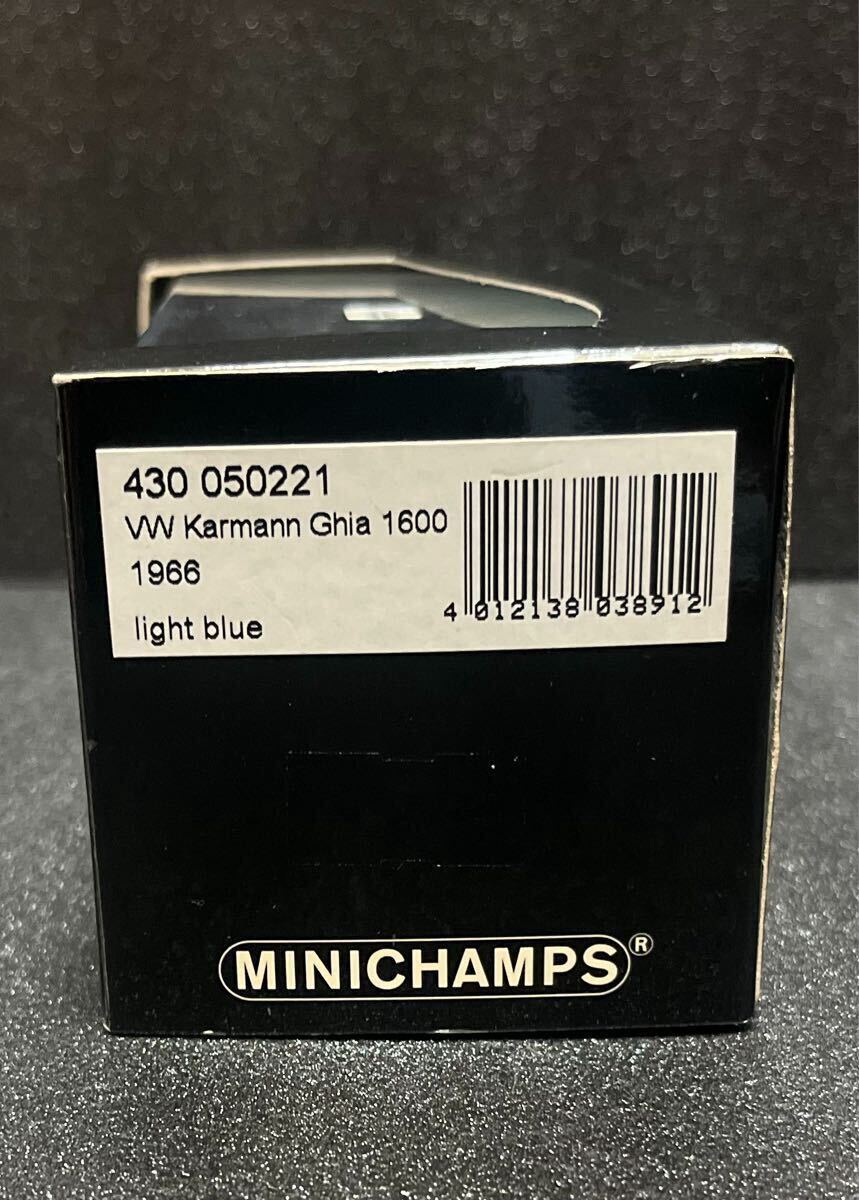 430 050221
VW Karmann Ghia 1600
1966
light blue
4 012138 038912
MINICHAMPS®